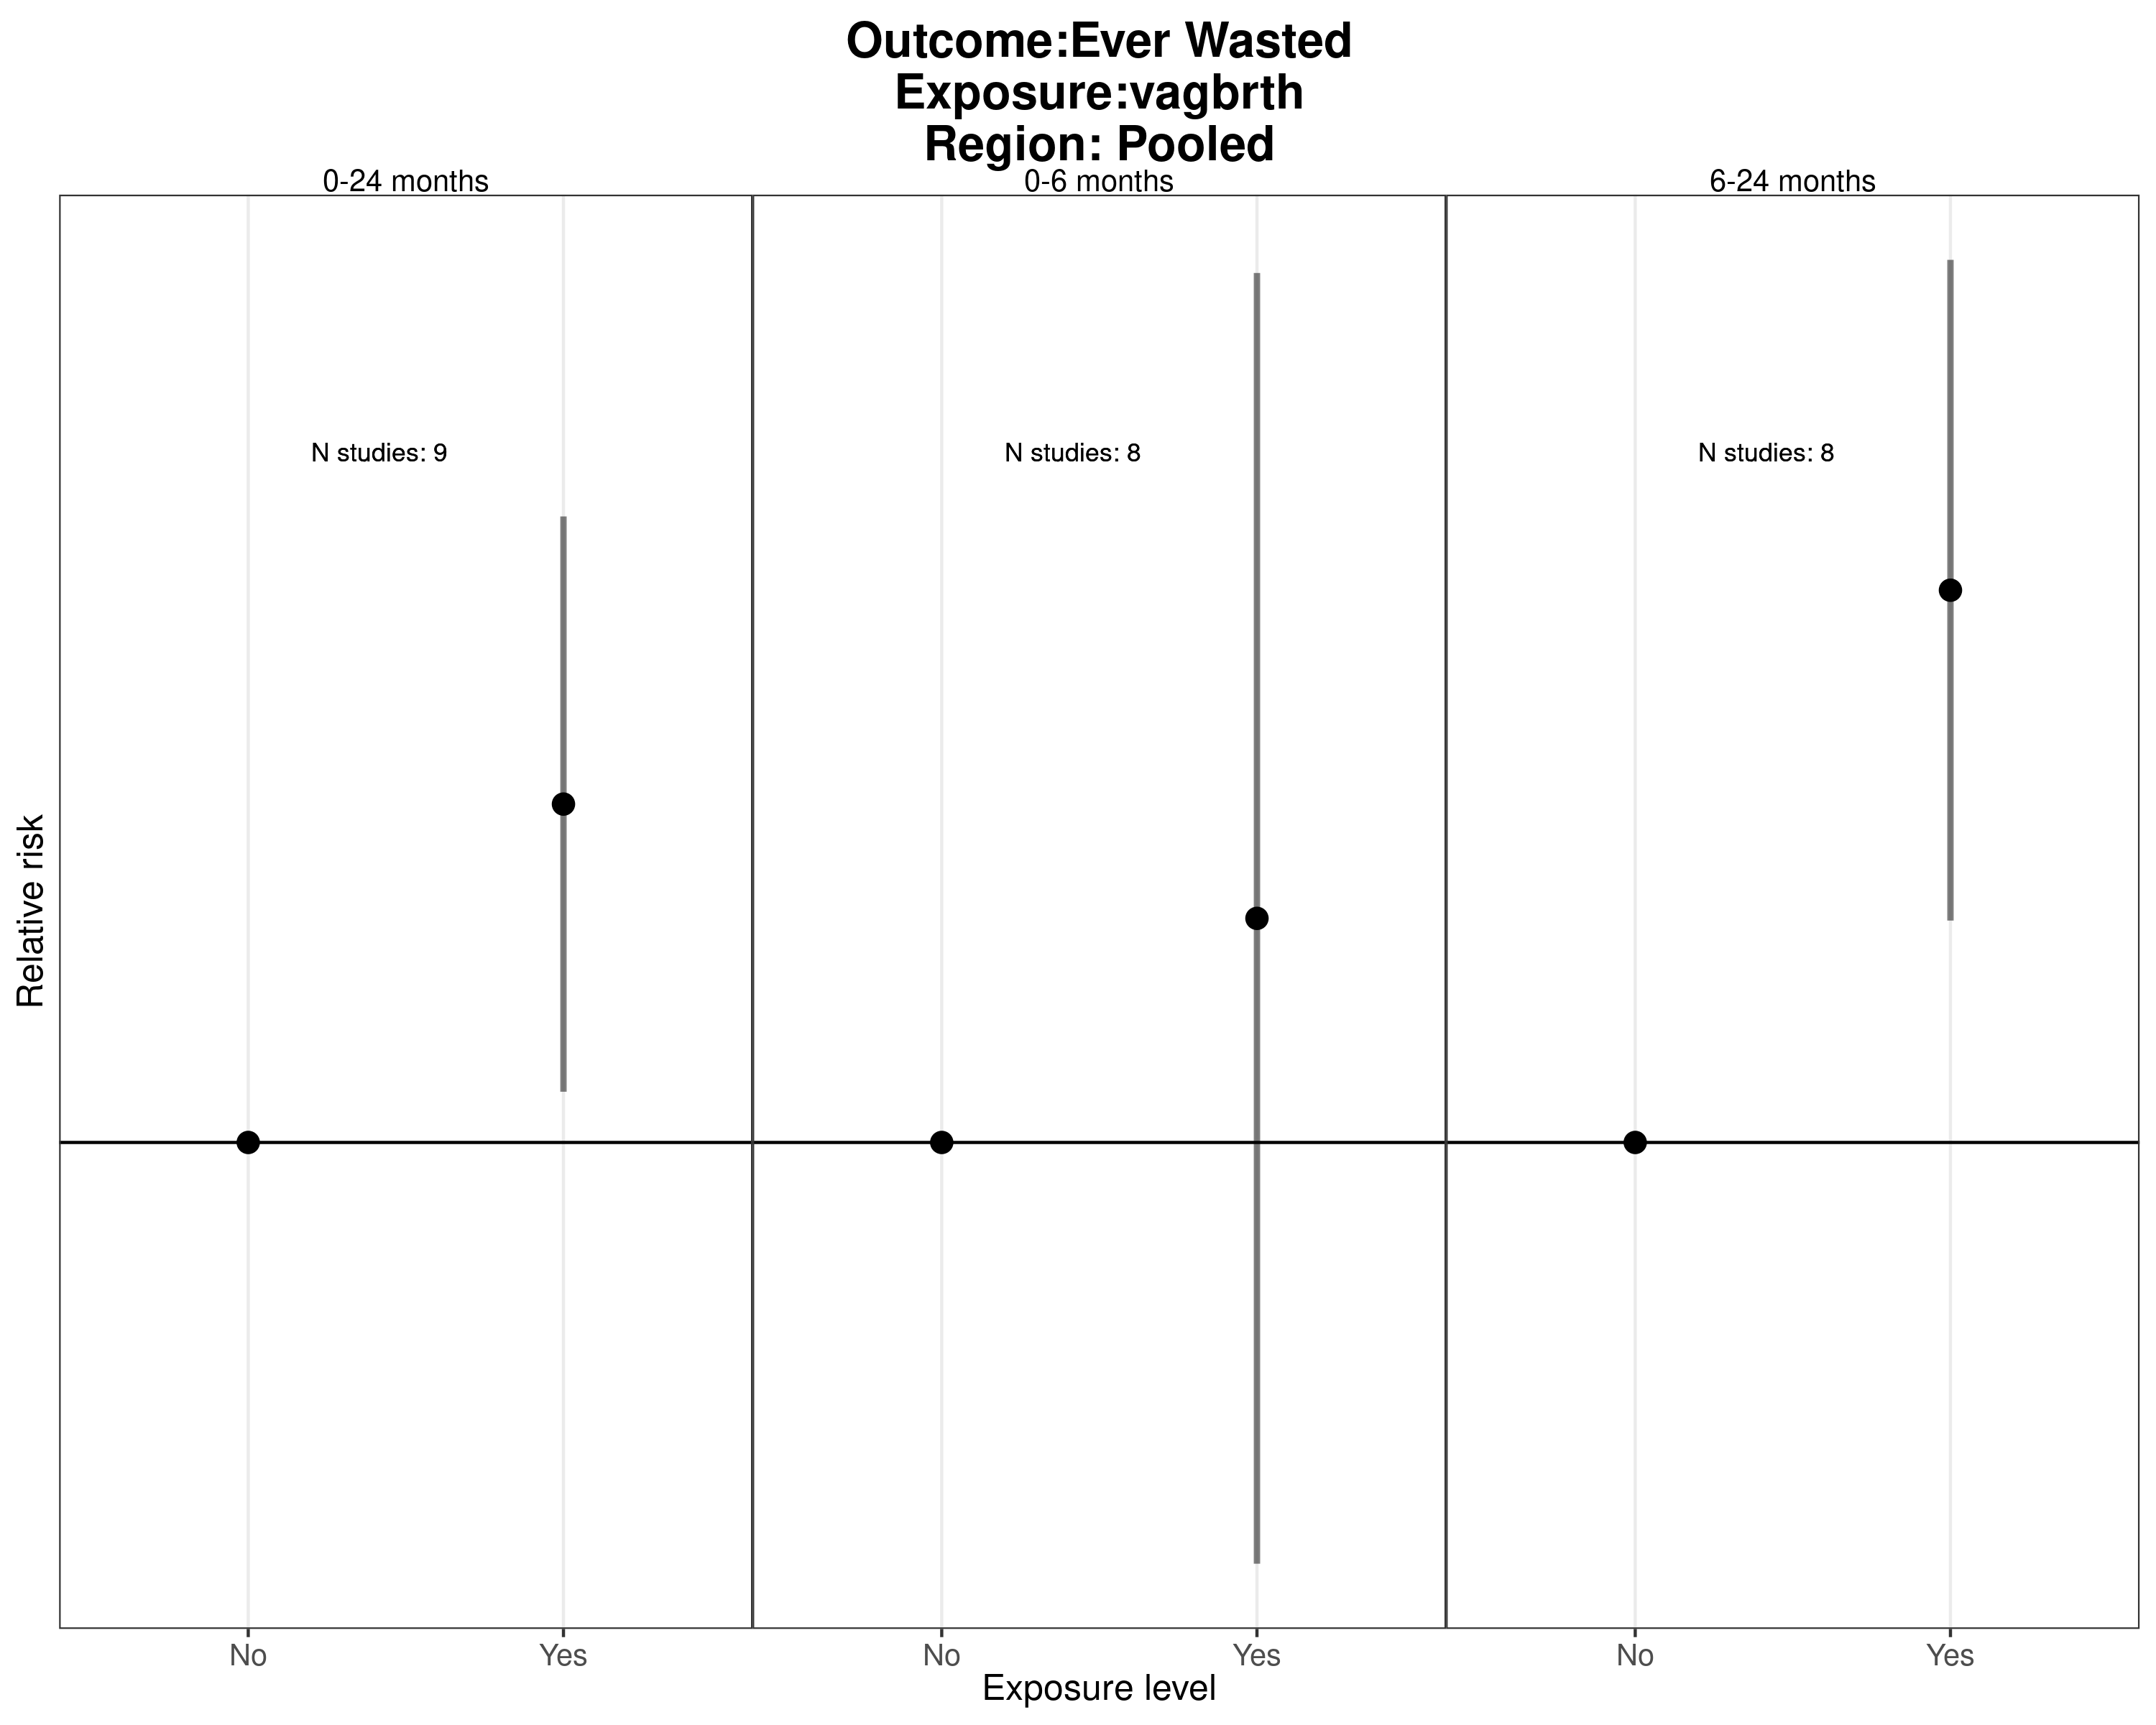 Outcome:Ever Wasted
Exposure:vagbrth
Region: Pooled
0-24 months
0-6 months
6-24 months
N studies: 9
N studies: 8
N studies: 8
Relative risk
No
Yes
No
Yes
No
Yes
Exposure level